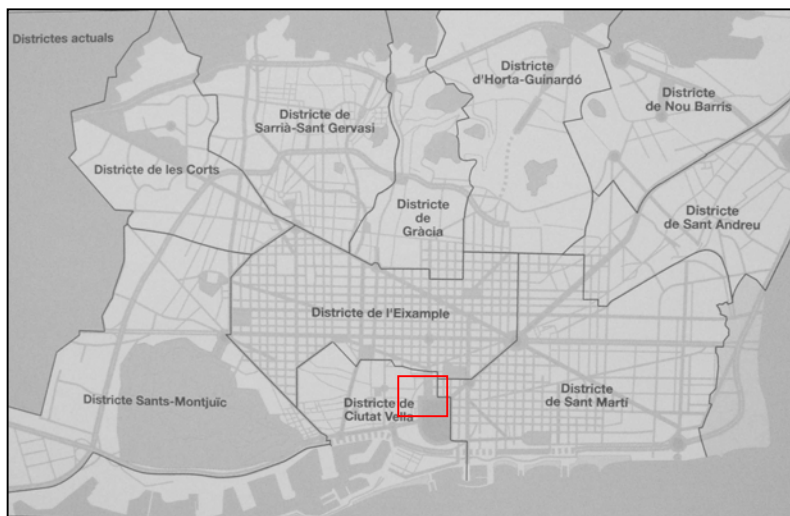 Districtes actuals
Districte
d'Horta-Guinardó
Districte
de Nou Barris
Districte de
Sarrià-Sant Gervasi
Districte de les Corts
Districte
de
Gràcia
Districte
de Sant Andreu
Districte de l'Eixample
Districte Sants-Montjuïc
Districte de
Ciutat Vella
Districte
de Sant Martí